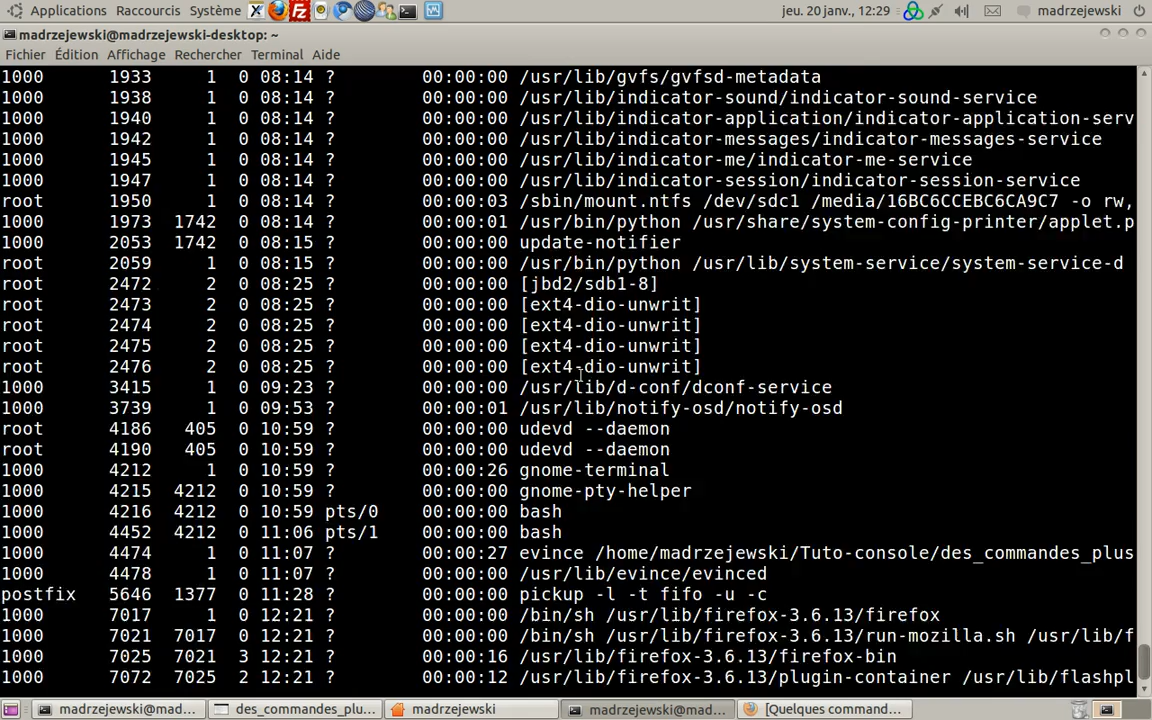 Applications Raccourcis Système jeu. 20 janv., 12:29 madrzejewski
madrzejewski@madrzejewski-desktop: ~
Fichier Édition Affichage Rechercher Terminal Aide
1000 1933 1 0 08:14 ? 00:00:00 /usr/lib/gvfs/gvfsd-metadata
1000 1938 1 0 08:14 ? 00:00:00 /usr/lib/indicator-sound/indicator-sound-service
1000 1940 1 0 08:14 ? 00:00:00 /usr/lib/indicator-application/indicator-application-serv
1000 1942 1 0 08:14 ? 00:00:00 /usr/lib/indicator-messages/indicator-messages-service
1000 1945 1 0 08:14 ? 00:00:00 /usr/lib/indicator-me/indicator-me-service
1000 1947 1 0 08:14 ? 00:00:00 /usr/lib/indicator-session/indicator-session-service
root 1950 1 0 08:14 ? 00:00:03 /sbin/mount.ntfs /dev/sdc1 /media/16BC6CCEBC6CA9C7 -o rw,
1000 1973 1742 0 08:14 ? 00:00:01 /usr/bin/python /usr/share/system-config-printer/applet.p
1000 2053 1742 0 08:15 ? 00:00:00 update-notifier
root 2059 1 0 08:15 ? 00:00:00 /usr/bin/python /usr/lib/system-service/system-service-d
root 2472 2 0 08:25 ? 00:00:00 [jbd2/sdb1-8]
root 2473 2 0 08:25 ? 00:00:00 [ext4-dio-unwrit]
root 2474 2 0 08:25 ? 00:00:00 [ext4-dio-unwrit]
root 2475 2 0 08:25 ? 00:00:00 [ext4-dio-unwrit]
root 2476 2 0 08:25 ? 00:00:00 [ext4-dio-unwrit]
1000 3415 1 0 09:23 ? 00:00:00 /usr/lib/d-conf/dconf-service
1000 3739 1 0 09:53 ? 00:00:01 /usr/lib/notify-osd/notify-osd
root 4186 405 0 10:59 ? 00:00:00 udevd --daemon
root 4190 405 0 10:59 ? 00:00:00 udevd --daemon
1000 4212 1 0 10:59 ? 00:00:26 gnome-terminal
1000 4215 4212 0 10:59 ? 00:00:00 gnome-pty-helper
1000 4216 4212 0 10:59 pts/0 00:00:00 bash
1000 4452 4212 0 11:06 pts/1 00:00:00 bash
1000 4474 1 0 11:07 ? 00:00:27 evince /home/madrzejewski/Tuto-console/des_commandes_plus
1000 4478 1 0 11:07 ? 00:00:00 /usr/lib/evince/evinced
postfix 5646 1377 0 11:28 ? 00:00:00 pickup -l -t fifo -u -c
1000 7017 1 0 12:21 ? 00:00:00 /bin/sh /usr/lib/firefox-3.6.13/firefox
1000 7021 7017 0 12:21 ? 00:00:00 /bin/sh /usr/lib/firefox-3.6.13/run-mozilla.sh /usr/lib/f
1000 7025 7021 3 12:21 ? 00:00:16 /usr/lib/firefox-3.6.13/firefox-bin
1000 7072 7025 2 12:21 ? 00:00:12 /usr/lib/firefox-3.6.13/plugin-container /usr/lib/flashpl
madrzejewski@mad... des_commandes_plu... madrzejewski madrzejewski@mad... [Quelques command...